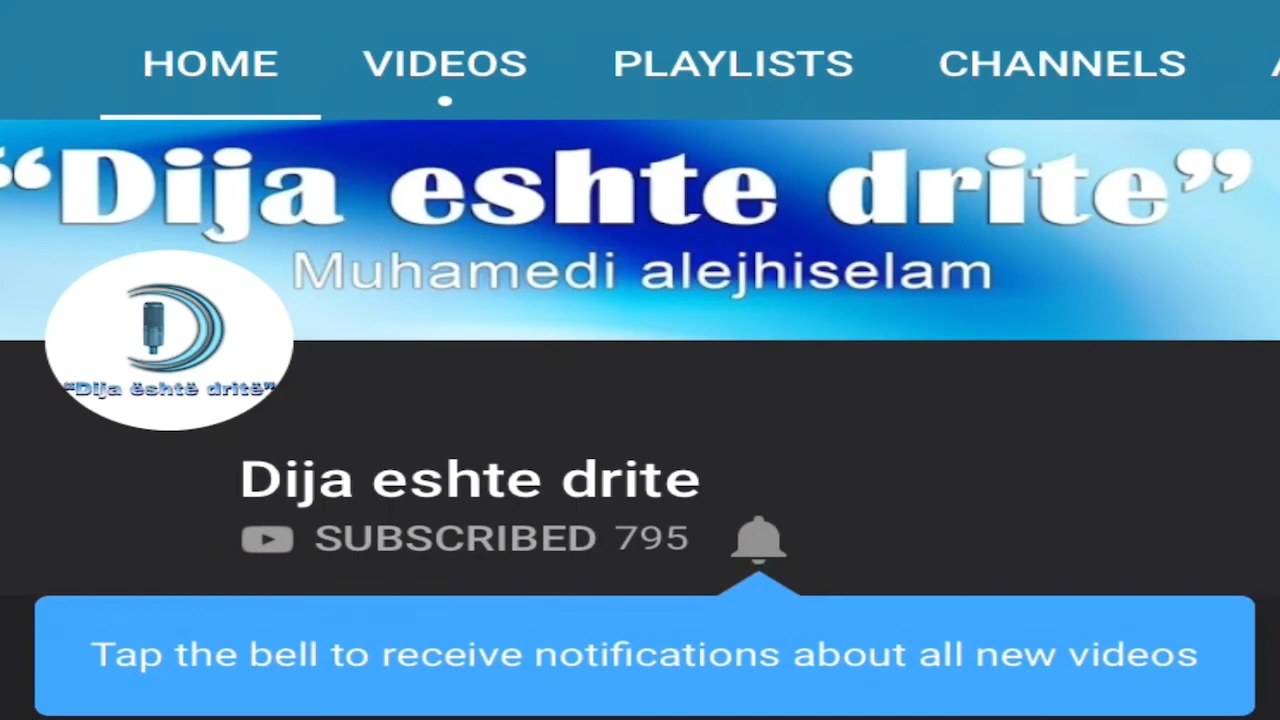 HOME VIDEOS PLAYLISTS CHANNELS
“Dija eshte drite”
Muhamedi alejhiselam
“Dija është dritë”
Dija eshte drite
SUBSCRIBED 795
Tap the bell to receive notifications about all new videos